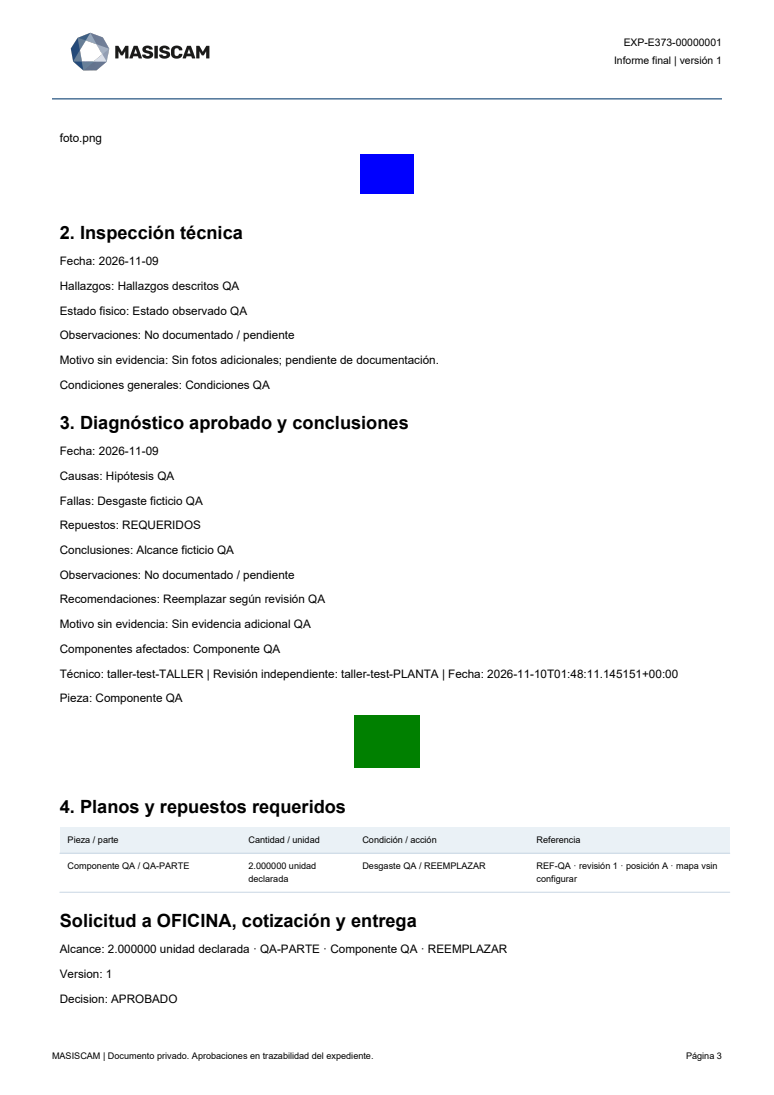 MASISCAM
EXP-E373-00000001
Informe final | versión 1
foto.png
2. Inspección técnica
Fecha: 2026-11-09
Hallazgos: Hallazgos descritos QA
Estado fisico: Estado observado QA
Observaciones: No documentado / pendiente
Motivo sin evidencia: Sin fotos adicionales; pendiente de documentación.
Condiciones generales: Condiciones QA
3. Diagnóstico aprobado y conclusiones
Fecha: 2026-11-09
Causas: Hipótesis QA
Fallas: Desgaste ficticio QA
Repuestos: REQUERIDOS
Conclusiones: Alcance ficticio QA
Observaciones: No documentado / pendiente
Recomendaciones: Reemplazar según revisión QA
Motivo sin evidencia: Sin evidencia adicional QA
Componentes afectados: Componente QA
Técnico: taller-test-TALLER | Revisión independiente: taller-test-PLANTA | Fecha: 2026-11-10T01:48:11.145151+00:00
Pieza: Componente QA
4. Planos y repuestos requeridos
Pieza / parte Cantidad / unidad Condición / acción Referencia
Componente QA / QA-PARTE 2.000000 unidad Desgaste QA / REEMPLAZAR REF-QA · revisión 1 · posición A · mapa vsin
declarada configurar
Solicitud a OFICINA, cotización y entrega
Alcance: 2.000000 unidad declarada · QA-PARTE · Componente QA · REEMPLAZAR
Version: 1
Decision: APROBADO
MASISCAM | Documento privado. Aprobaciones en trazabilidad del expediente. Página 3